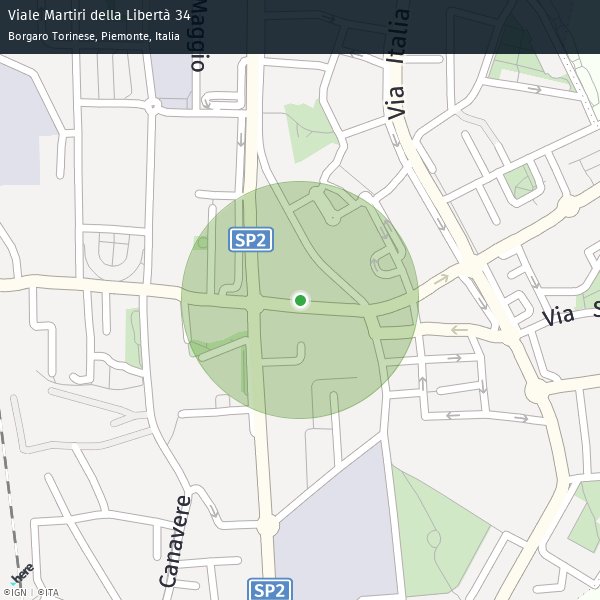 Viale Martiri della Libertà 34
Borgaro Torinese, Piemonte, Italia
Maggio
Via Italia
SP2
Via S
Canavere
SP2
here
©IGN | ©ITA